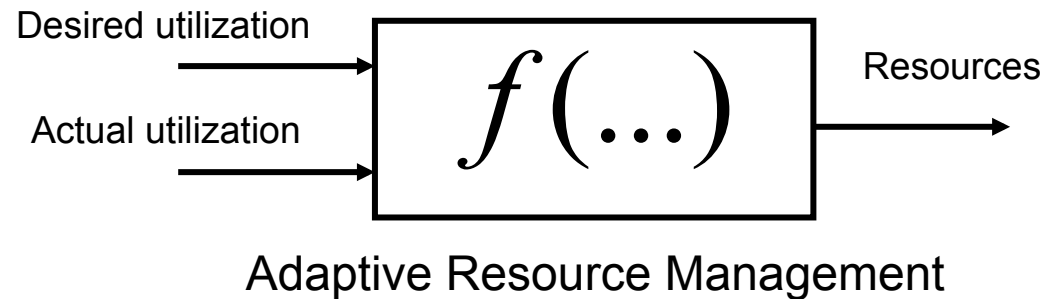 Desired utilization
Actual utilization
f(...)
Resources
Adaptive Resource Management